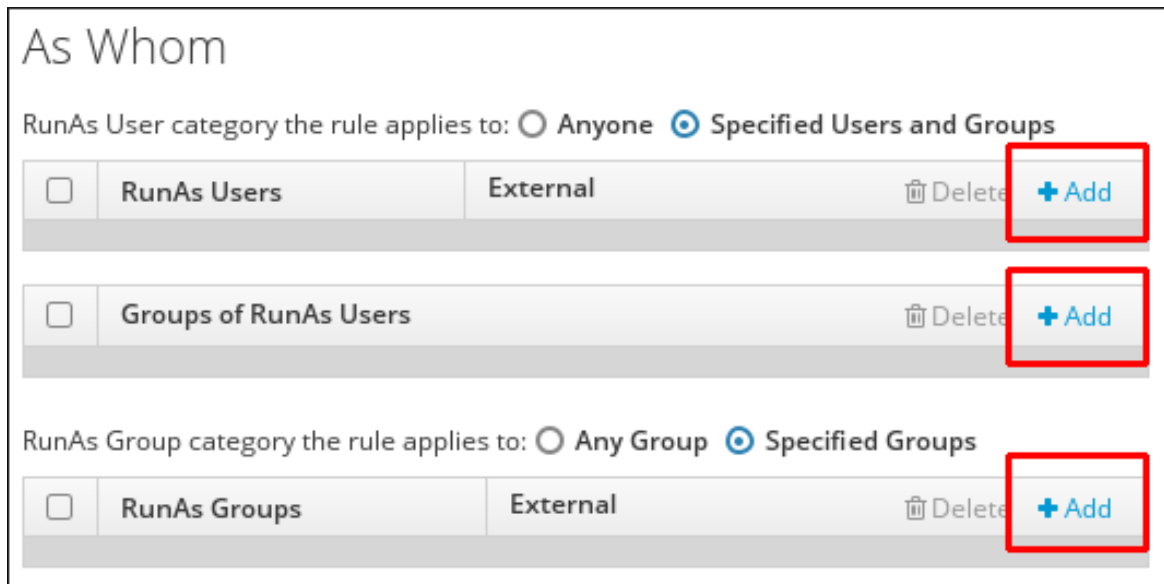 As Whom
RunAs User category the rule applies to: Anyone Specified Users and Groups
RunAs Users External Delete Add
Groups of RunAs Users Delete Add
RunAs Group category the rule applies to: Any Group Specified Groups
RunAs Groups External Delete Add